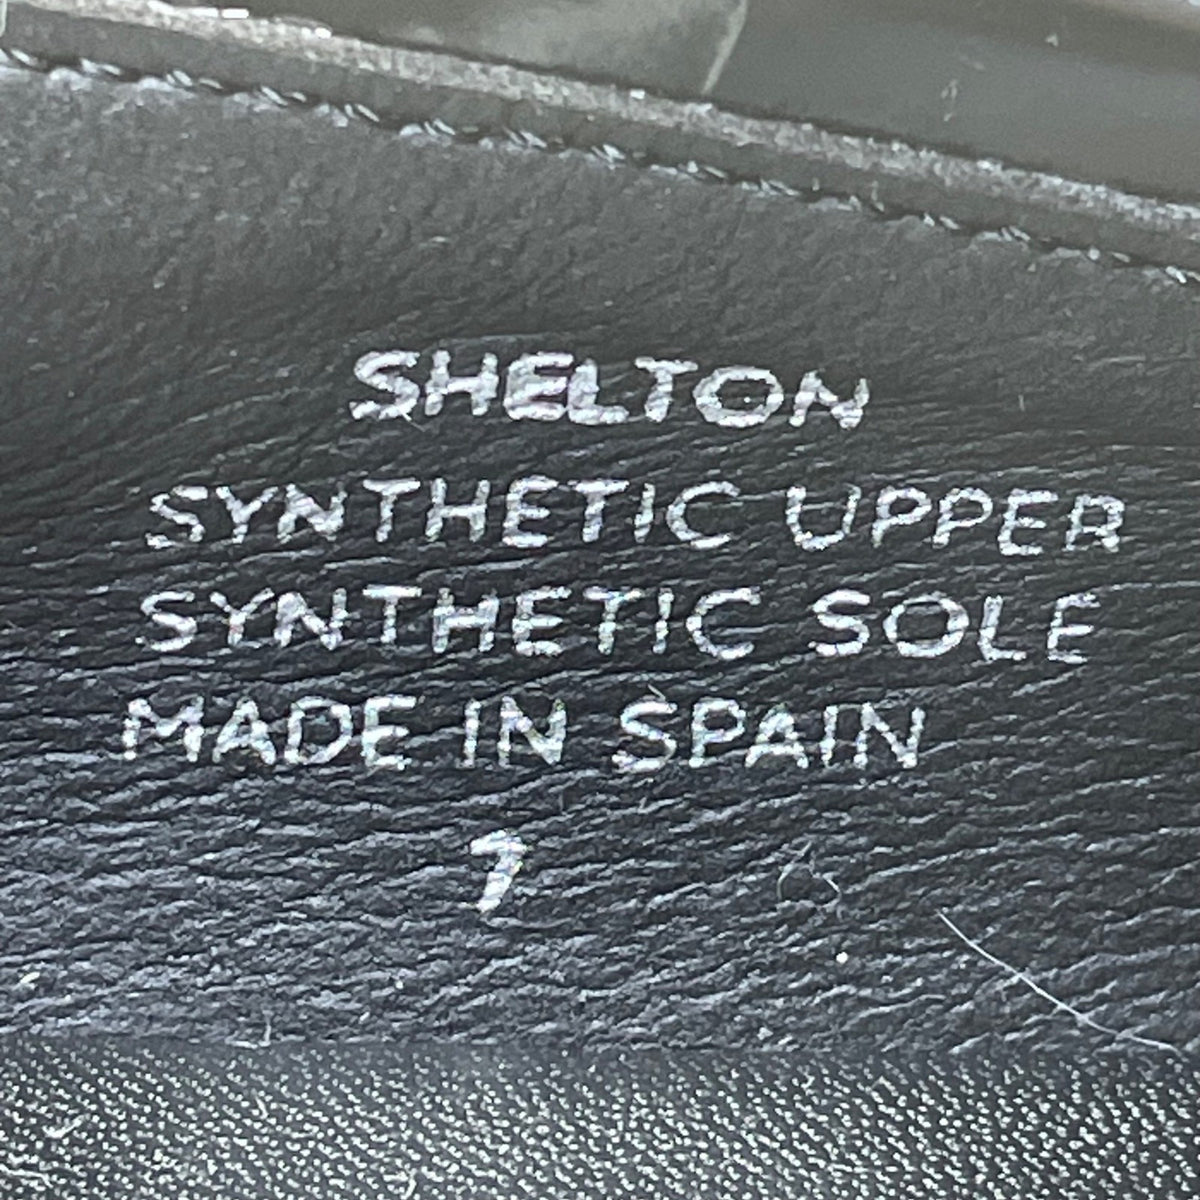 SHELTON
SYNTHETIC UPPER
SYNTHETIC SOLE
MADE IN SPAIN
7